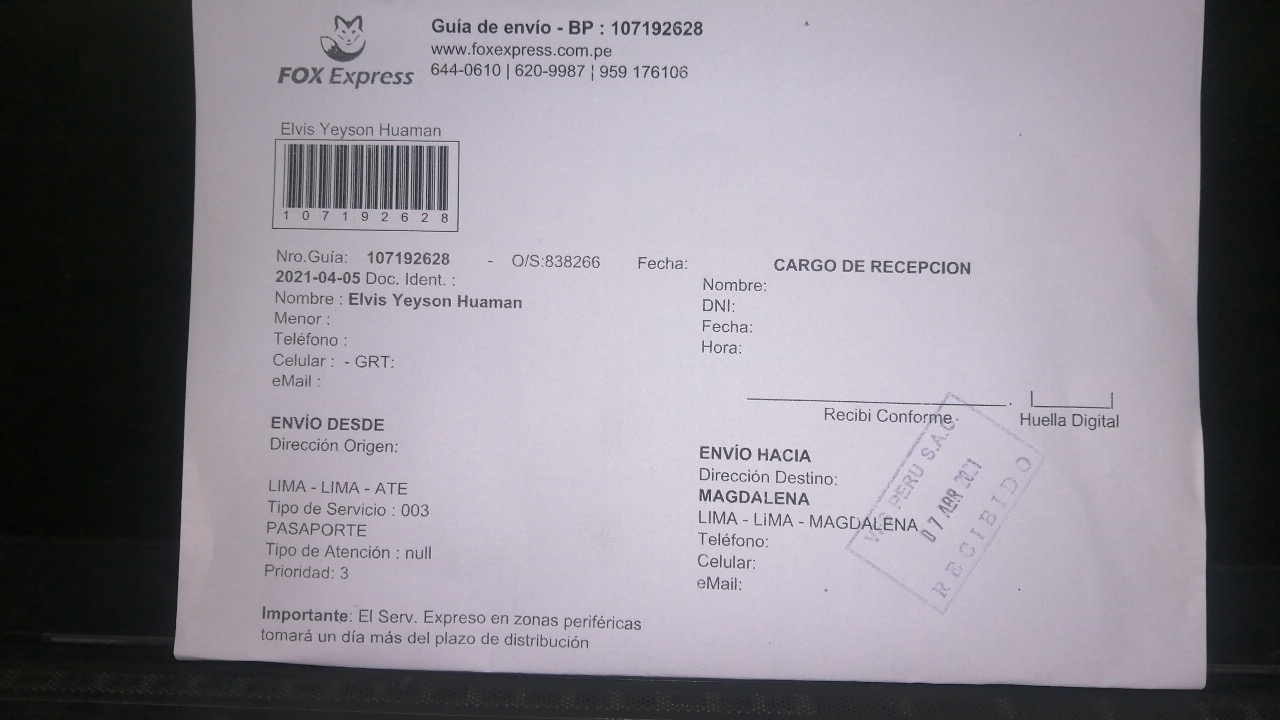 FOX Express
Guía de envío - BP : 107192628
www.foxexpress.com.pe
644-0610 | 620-9987 ¦ 959 176106
Elvis Yeyson Huaman
107192628
Nro.Guía: 107192628 - O/S:838266 Fecha:
2021-04-05 Doc. Ident. :
Nombre : Elvis Yeyson Huaman
Menor :
Teléfono :
Celular : - GRT:
eMail :
ENVÍO DESDE
Dirección Origen:
LIMA - LIMA - ATE
Tipo de Servicio : 003
PASAPORTE
Tipo de Atención : null
Prioridad: 3
Importante: El Serv. Expreso en zonas periféricas
tomará un día más del plazo de distribución
CARGO DE RECEPCION
Nombre:
DNI:
Fecha:
Hora:
Recibi Conforme
Huella Digital
ENVÍO HACIA
Dirección Destino:
MAGDALENA
LIMA - LIMA - MAGDALENA
Teléfono:
Celular:
eMail:
PERU S.A.C.
07 ABR 2021
RECIBIDO